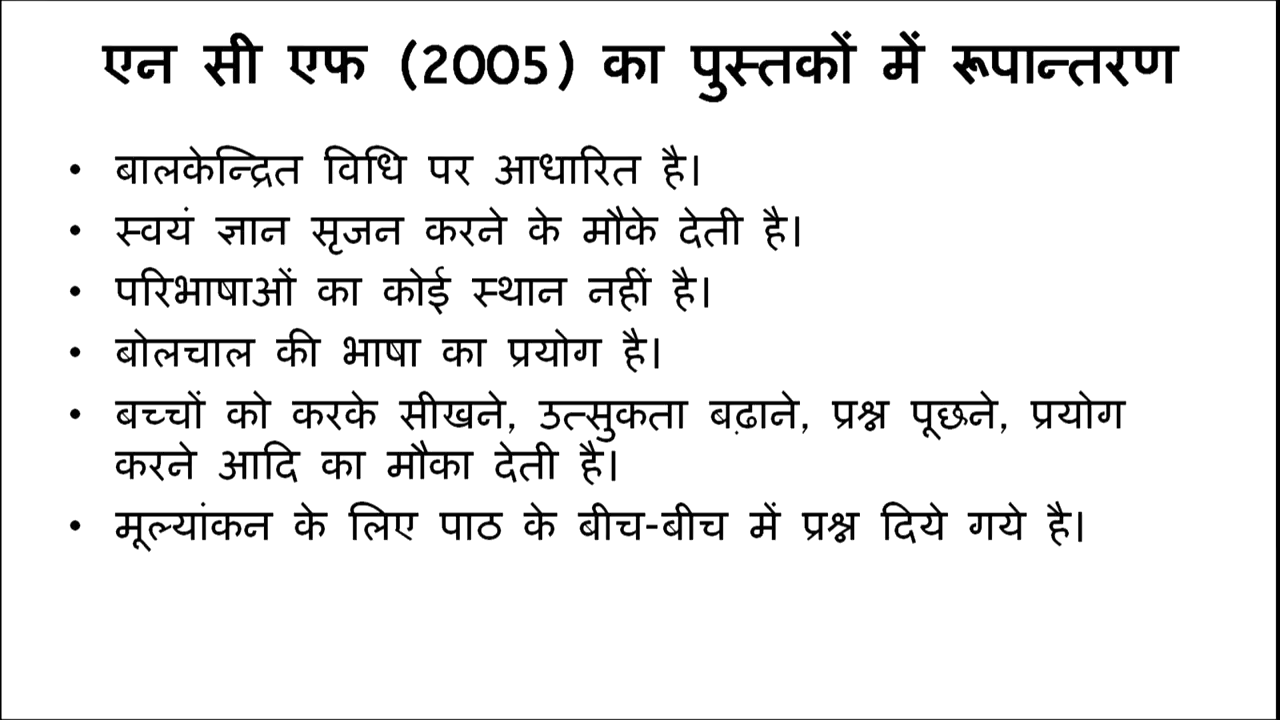 एन सी एफ (2005) का पुस्तकों में रूपान्तरण
• बालकेन्द्रित विधि पर आधारित है।
• स्वयं ज्ञान सृजन करने के मौके देती है।
• परिभाषाओं का कोई स्थान नहीं है।
• बोलचाल की भाषा का प्रयोग है।
• बच्चों को करके सीखने, उत्सुकता बढ़ाने, प्रश्न पूछने, प्रयोग
करने आदि का मौका देती है।
• मूल्यांकन के लिए पाठ के बीच-बीच में प्रश्न दिये गये है।